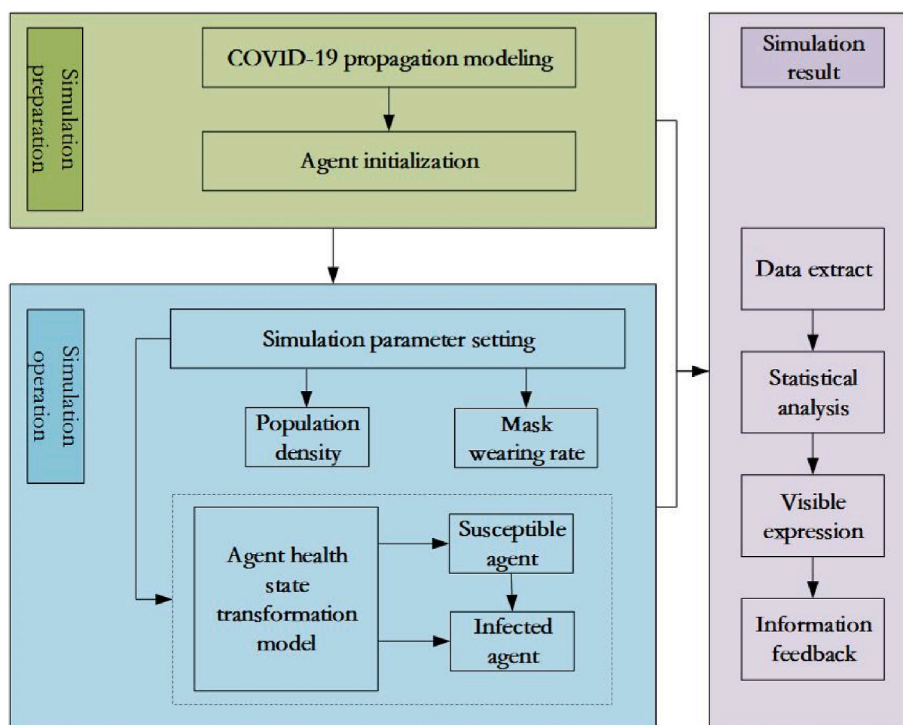 Simulation
preparation
COVID-19 propagation modeling
Agent initialization
Simulation
operation
Simulation parameter setting
Population
density
Mask
wearing rate
Agent health
state
transformation
model
Susceptible
agent
Infected
agent
Simulation
result
Data extract
Statistical
analysis
Visible
expression
Information
feedback